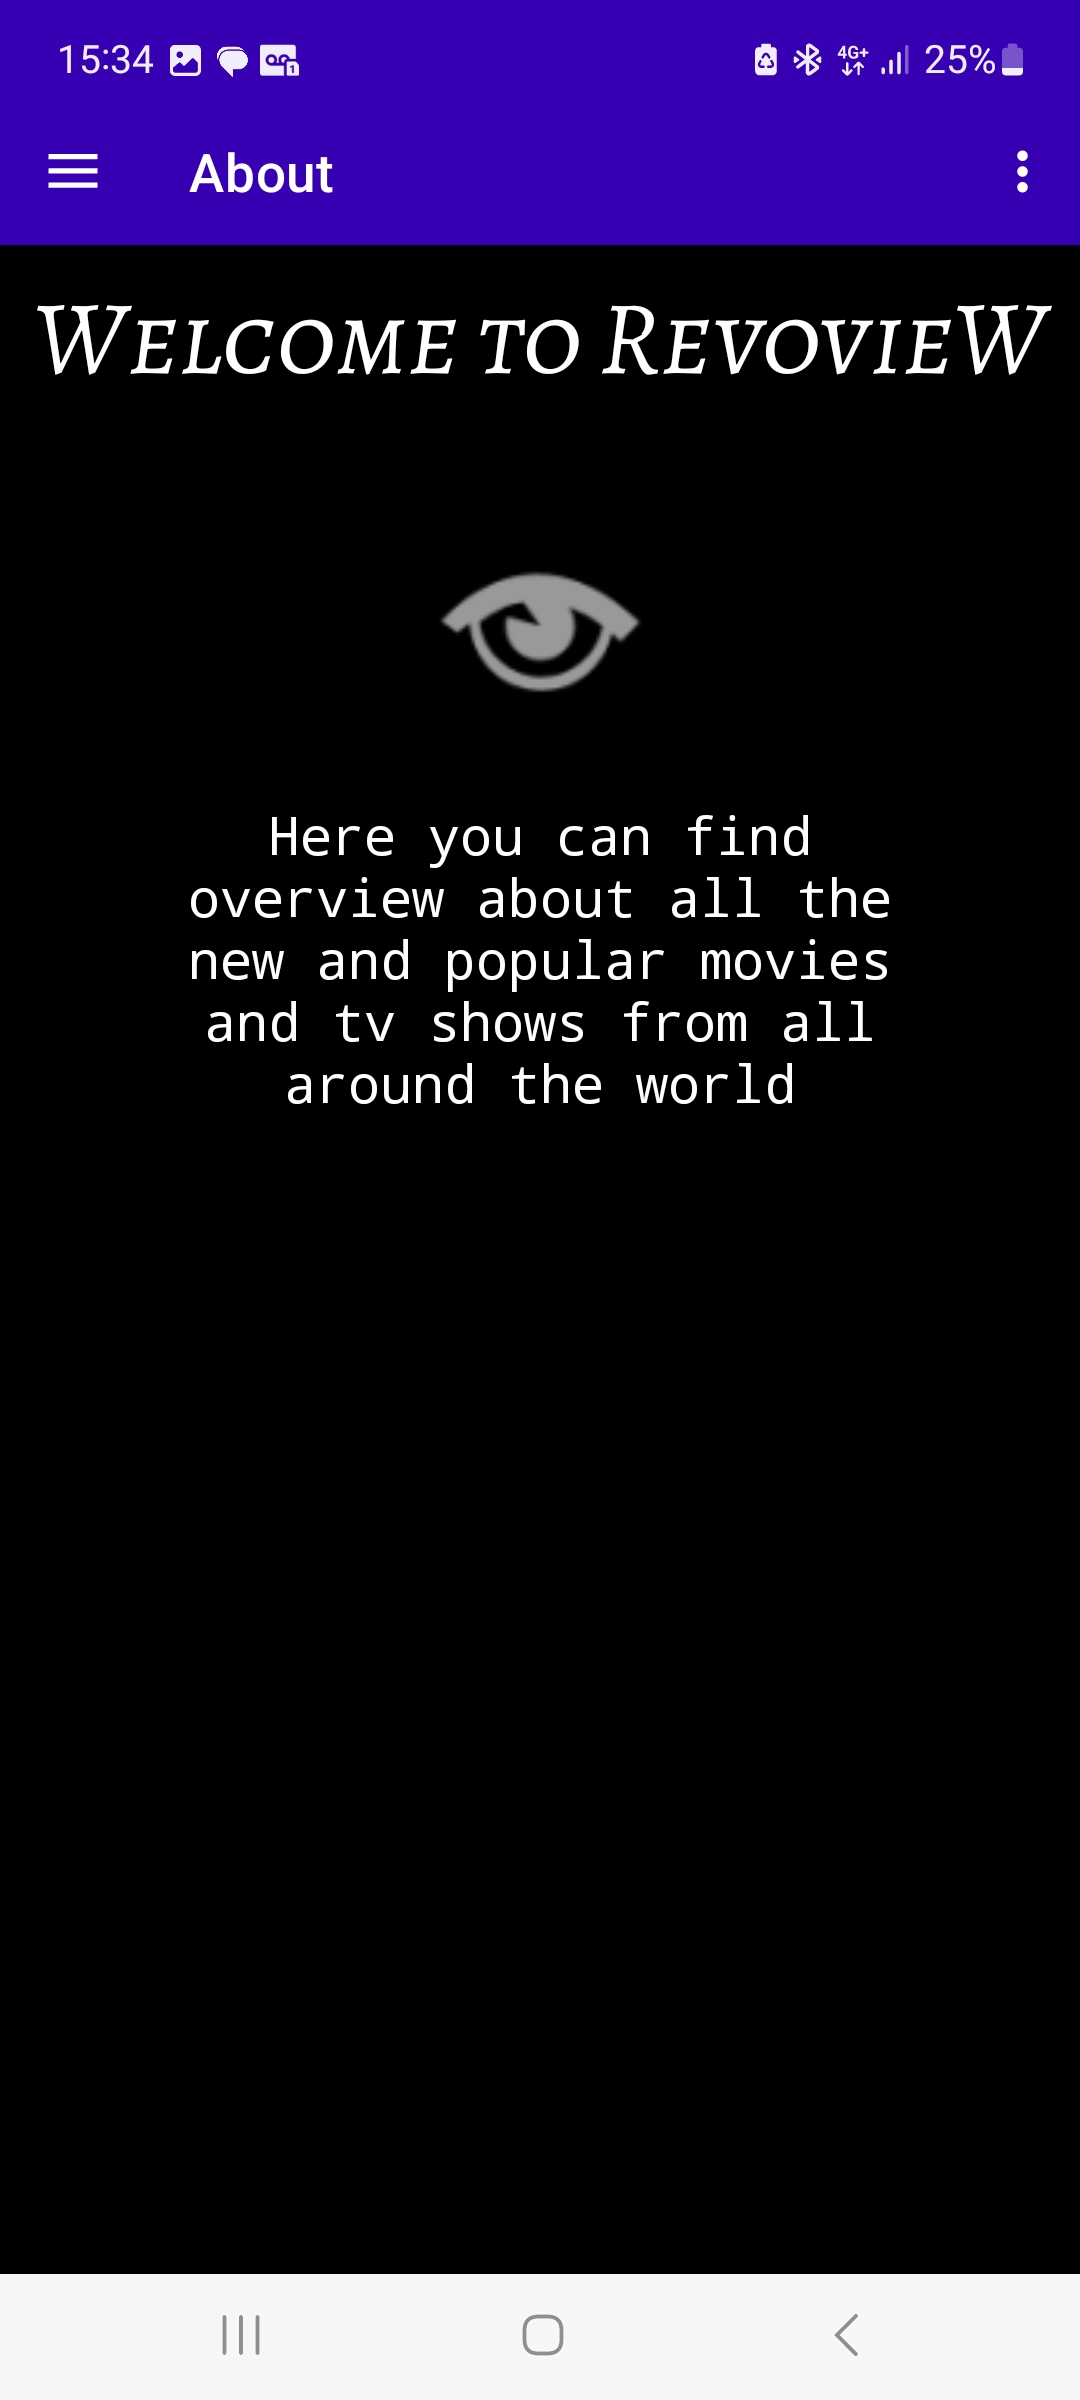 15:34
4G+
25%
About
WELCOME TO REVOVIEW
Here you can find
overview about all the
new and popular movies
and tv shows from all
around the world